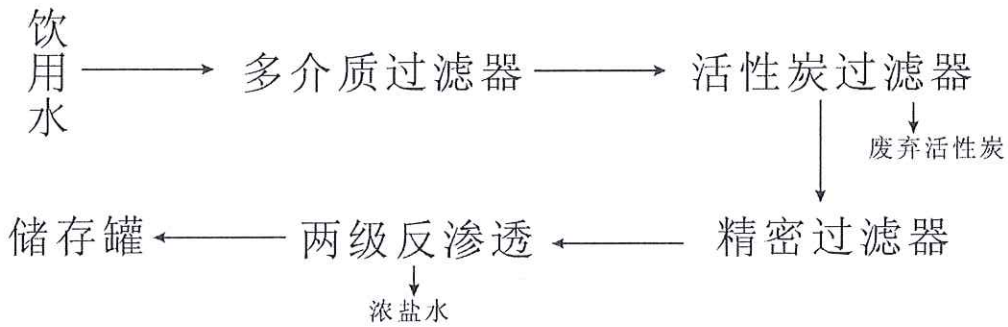 饮用水
多介质过滤器
活性炭过滤器
废弃活性炭
精密过滤器
两级反渗透
浓盐水
储存罐